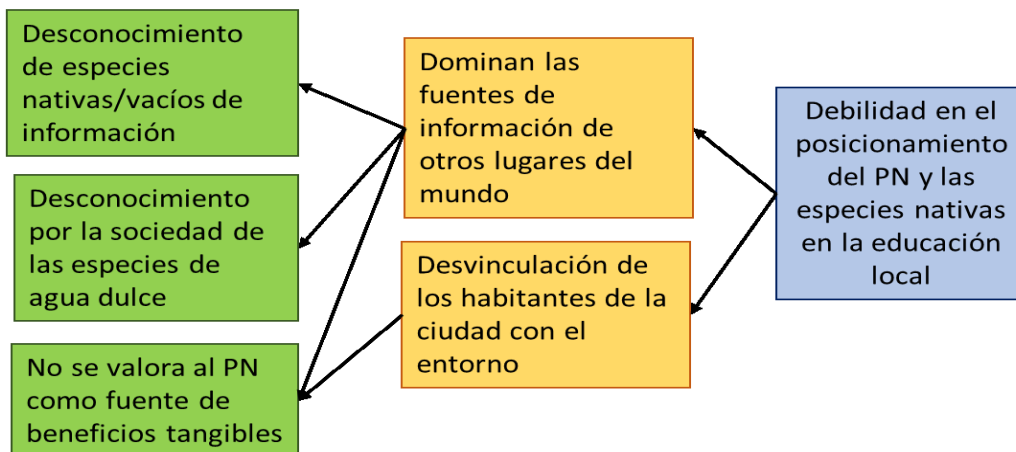 Desconocimiento
de especies
nativas/vacíos de
información
Desconocimiento
por la sociedad de
las especies de
agua dulce
No se valora al PN
como fuente de
beneficios tangibles
Dominan las
fuentes de
información de
otros lugares del
mundo
Desvinculación de
los habitantes de la
ciudad con el
entorno
Debilidad en el
posicionamiento
del PN y las
especies nativas
en la educación
local